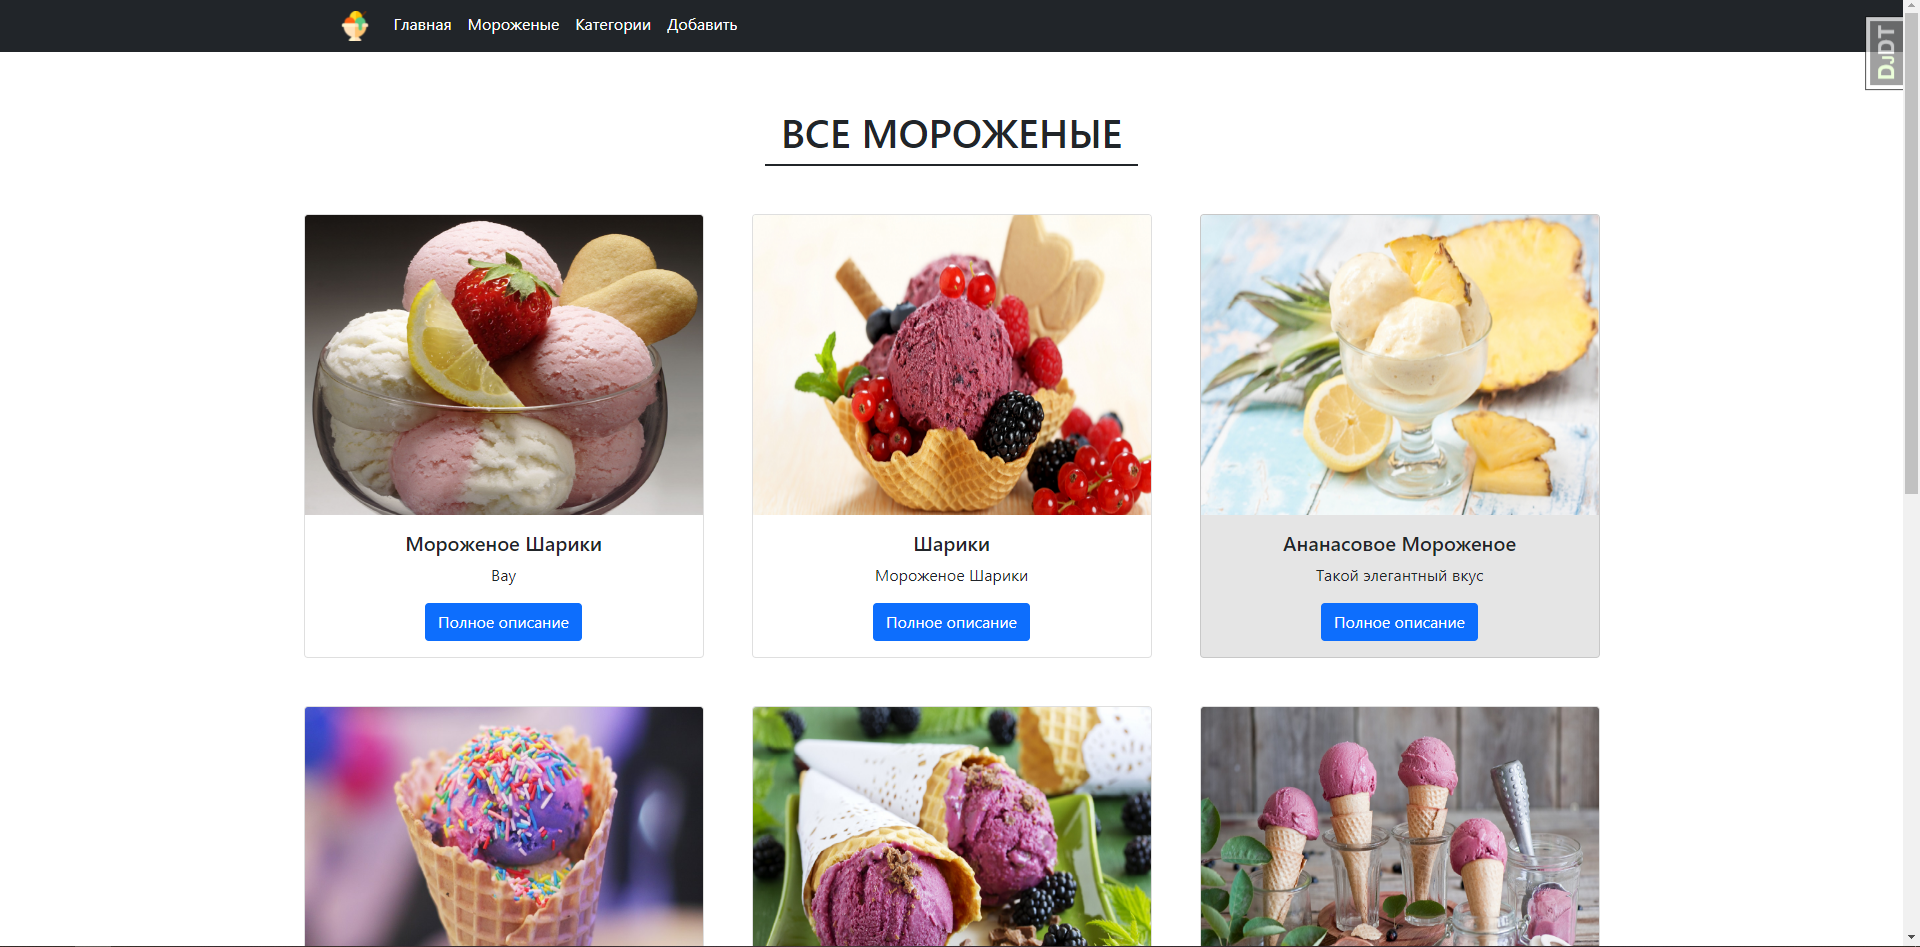 Главная Мороженые Категории Добавить
DjDT
ВСЕ МОРОЖЕНЫЕ
Мороженое Шарики
Вау
Полное описание
Шарики
Мороженое Шарики
Полное описание
Ананасовое Мороженое
Такой элегантный вкус
Полное описание